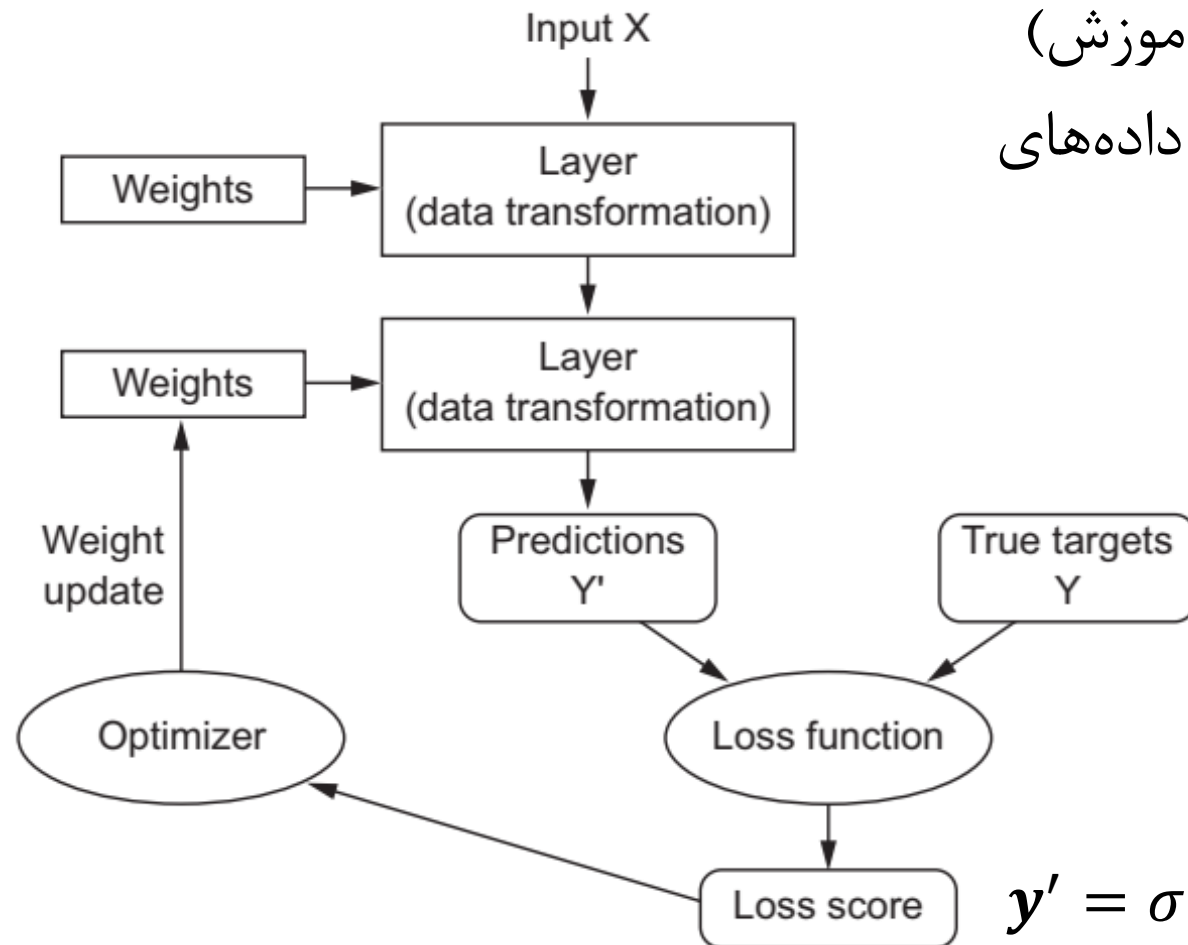 Input X
موزش)
داده‌های
Weights
Layer
(data transformation)
Weights
Layer
(data transformation)
Weight
update
Predictions
Y'
True targets
Y
Optimizer
Loss function
Loss score
y′ = σ